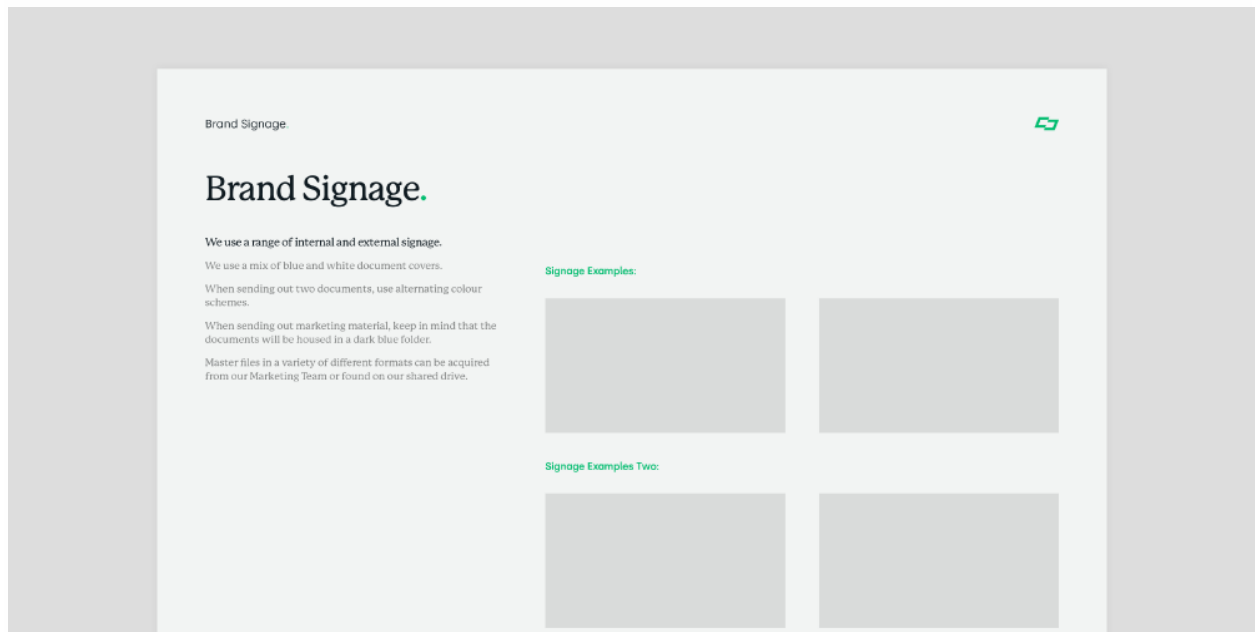 Brand Signage.
Brand Signage.
We use a range of internal and external signage.
We use a mix of blue and white document covers.
When sending out two documents, use alternating colour
schemes.
When sending out marketing material, keep in mind that the
documents will be housed in a dark blue folder.
Master files in a variety of different formats can be acquired
from our Marketing Team or found on our shared drive.
Signage Examples:
Signage Examples Two: